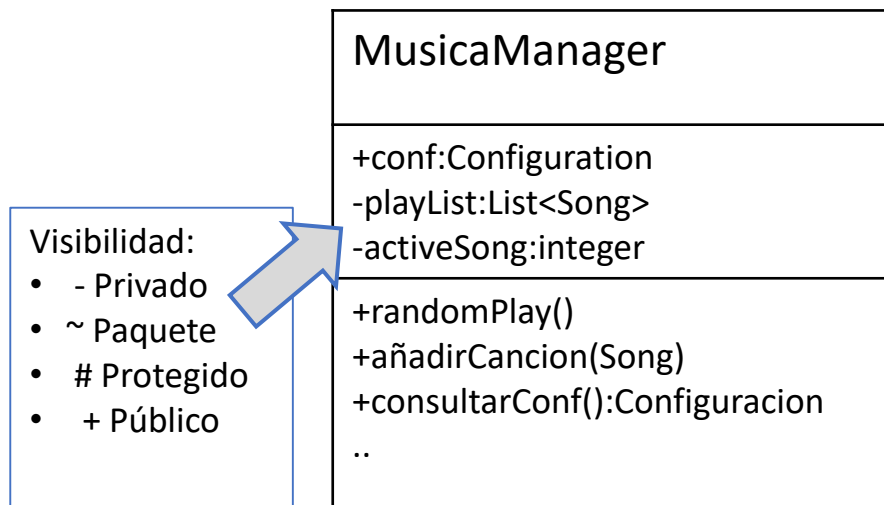 MusicaManager
+conf:Configuration
-playList:List<Song>
-activeSong:integer
+randomPlay()
+añadirCancion(Song)
+consultarConf():Configuracion
..
Visibilidad:
• - Privado
• ~ Paquete
• # Protegido
• + Público